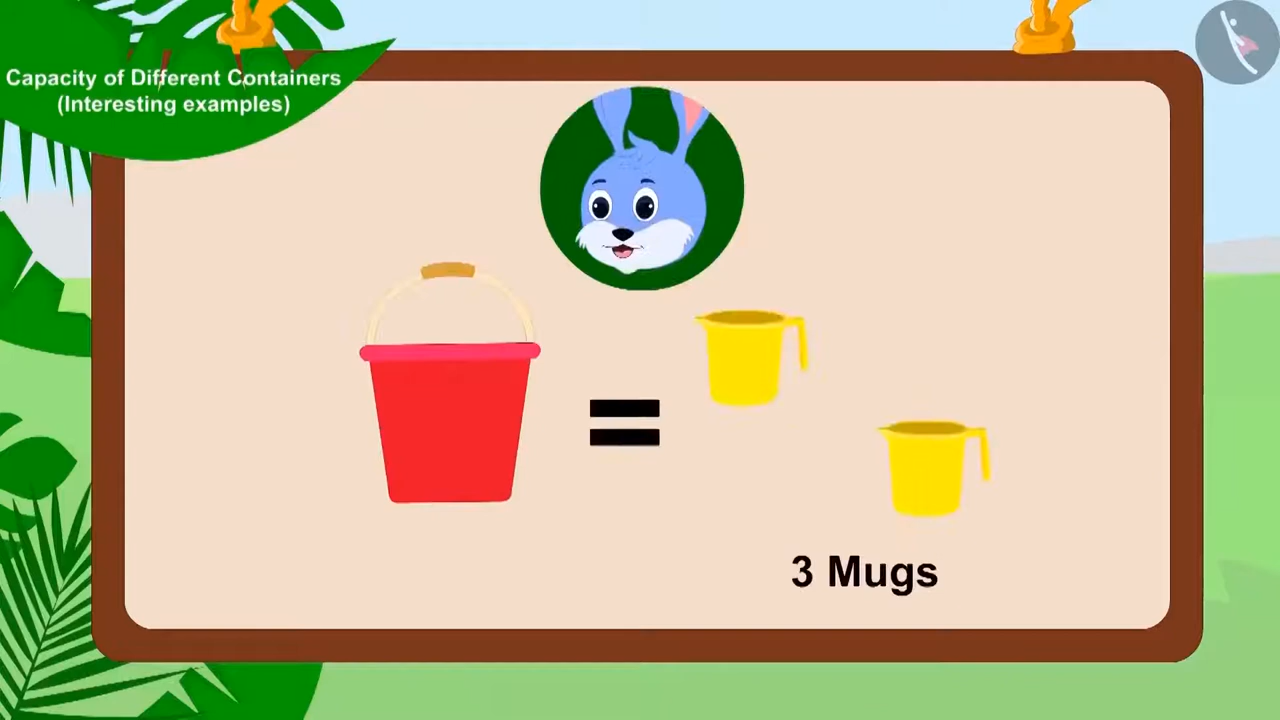 Capacity of Different Containers
(Interesting examples)
3 Mugs